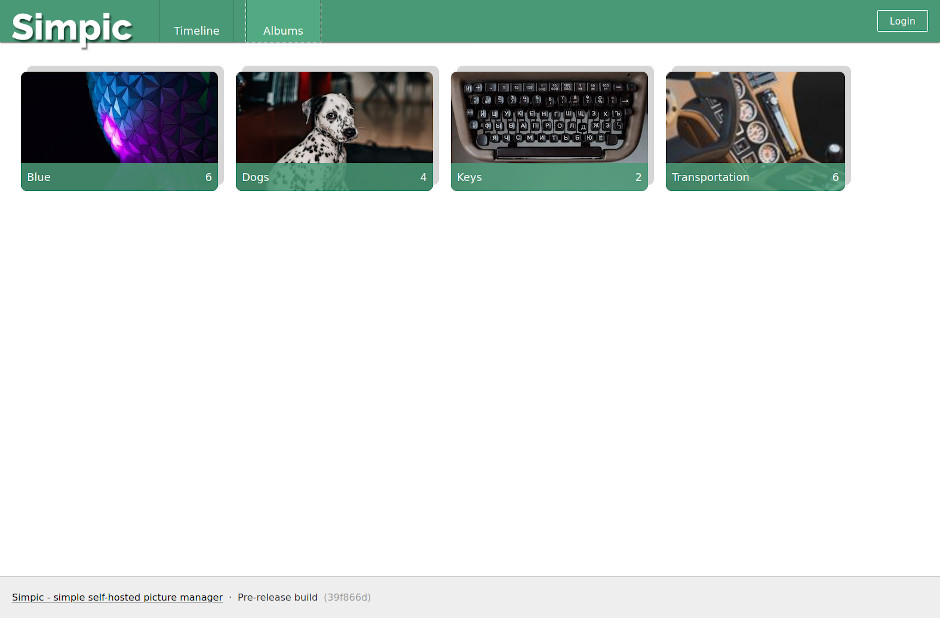 Simpic
Timeline
Albums
Login
Blue 6
Dogs 4
Keys 2
Transportation 6
Simpic - simple self-hosted picture manager · Pre-release build (39f866d)